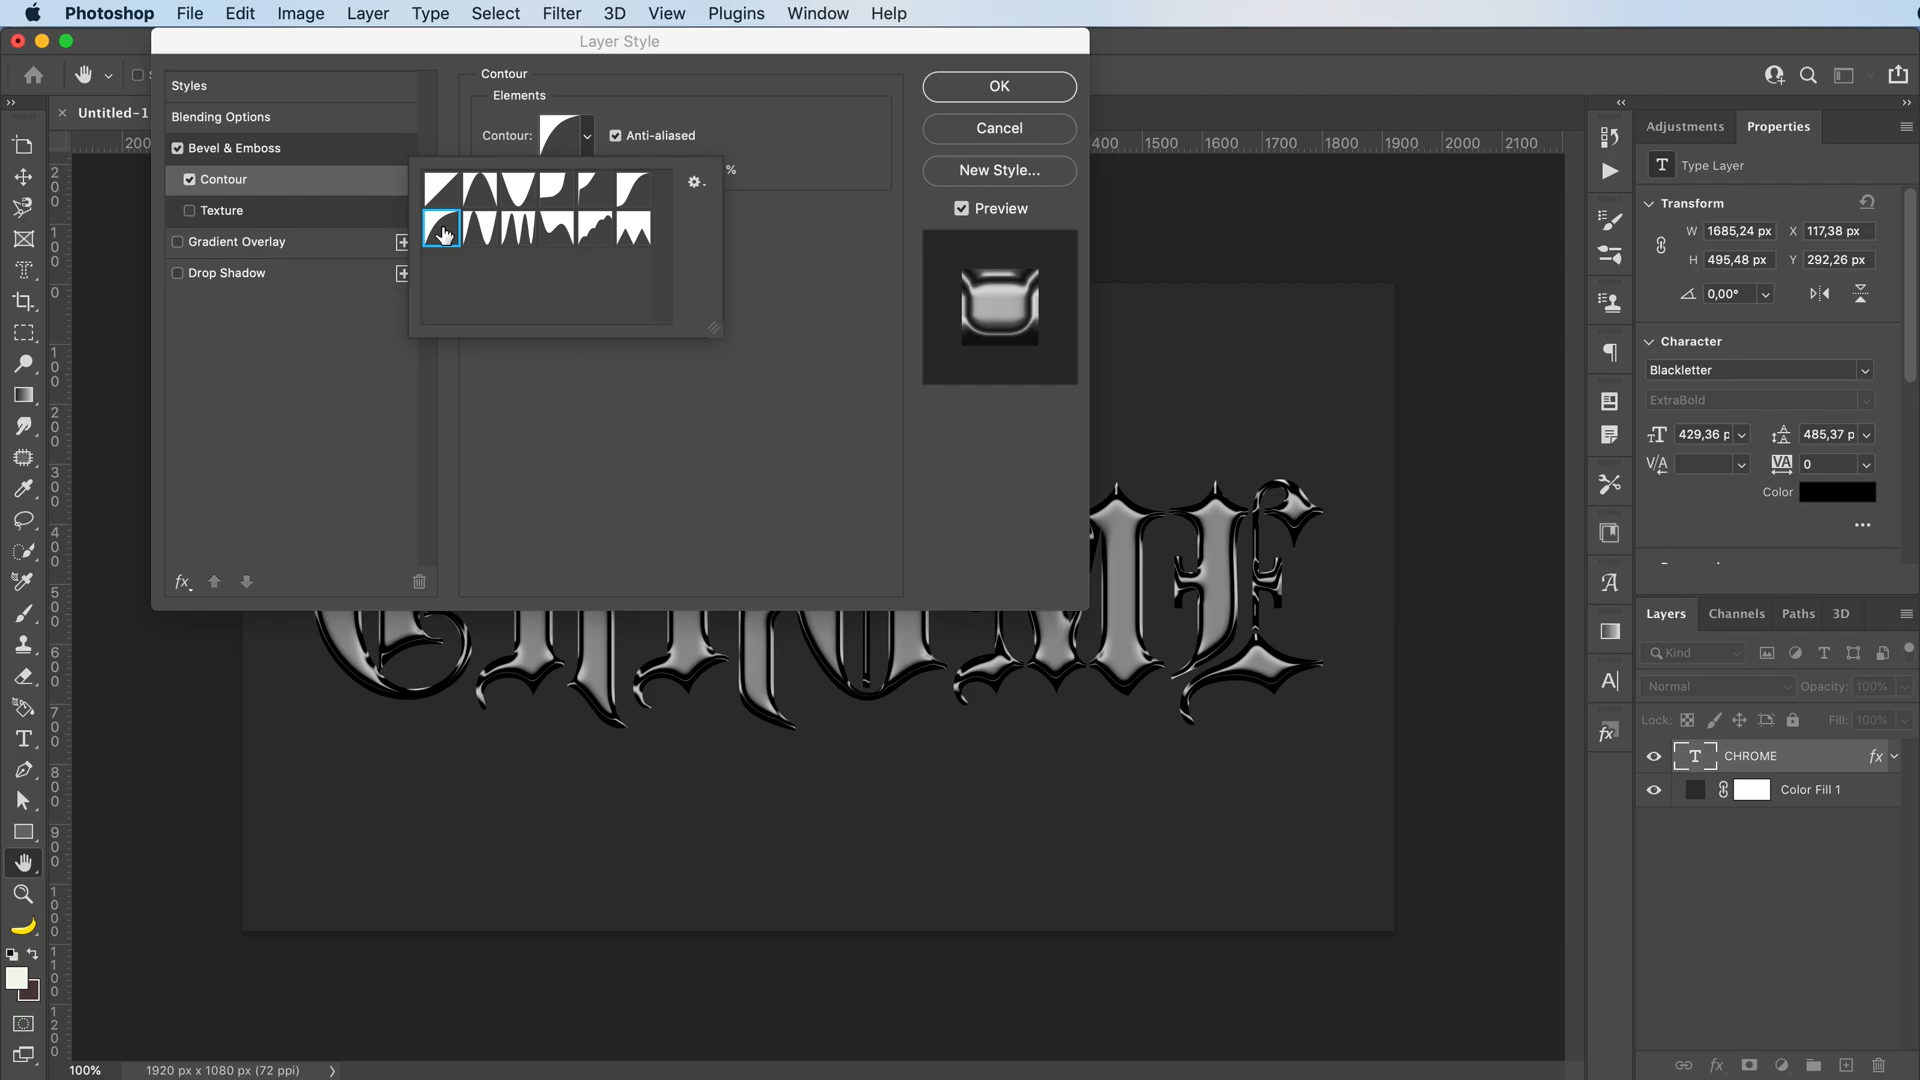 Photoshop File Edit Image Layer Type Select Filter 3D View Plugins Window Help
Layer Style
Styles
Blending Options
Bevel & Emboss
Contour
Texture
Gradient Overlay
Drop Shadow
fx
Contour
Elements
Contour: Anti-aliased
%
OK
Cancel
New Style...
Preview
Untitled-1
200
400 1500 1600 1700 1800 1900 2000 2100
CHROME
Adjustments Properties
T Type Layer
Transform
W 1685,24 px X 117,38 px
H 495,48 px Y 292,26 px
0,00°
Character
Blackletter
ExtraBold
429,36 p 485,37 p
V/A VA 0
Color
Layers Channels Paths 3D
Kind
Normal Opacity: 100%
Lock: Fill: 100%
T CHROME fx
Color Fill 1
100% 1920 px x 1080 px (72 ppi)